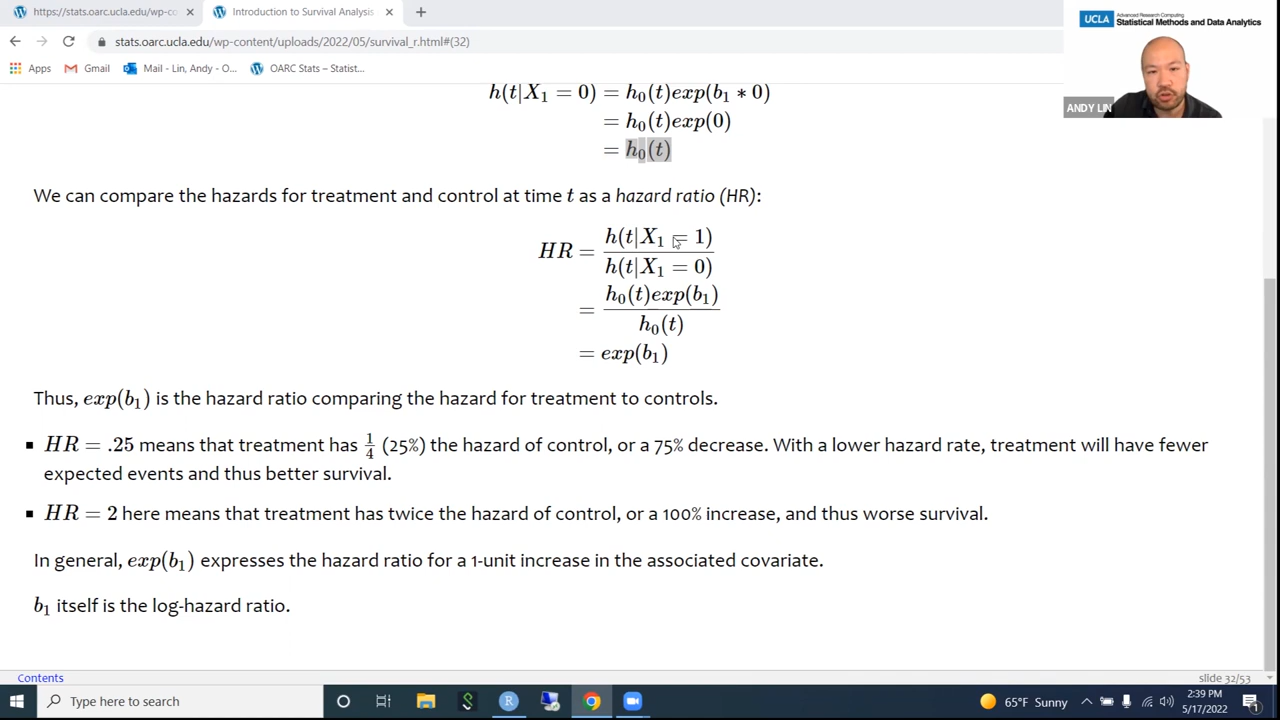 https://stats.oarc.ucla.edu/wp-co
Introduction to Survival Analysis
stats.oarc.ucla.edu/wp-content/uploads/2022/05/survival_r.html#(32)
Apps
Gmail
Mail - Lin, Andy - O...
OARC Stats – Statist...
UCLA
Advanced Research Computing
Statistical Methods and Data Analytics
ANDY LIN
h(t|X₁ = 0) = h₀(t)exp(b₁ ∗ 0)
= h₀(t)exp(0)
= h₀(t)
We can compare the hazards for treatment and control at time t as a hazard ratio (HR):
HR = h(t|X₁ = 1) / h(t|X₁ = 0)
= h₀(t)exp(b₁) / h₀(t)
= exp(b₁)
Thus, exp(b₁) is the hazard ratio comparing the hazard for treatment to controls.
▪ HR = .25 means that treatment has 1/4 (25%) the hazard of control, or a 75% decrease. With a lower hazard rate, treatment will have fewer
expected events and thus better survival.
▪ HR = 2 here means that treatment has twice the hazard of control, or a 100% increase, and thus worse survival.
In general, exp(b₁) expresses the hazard ratio for a 1-unit increase in the associated covariate.
b₁ itself is the log-hazard ratio.
Contents
slide 32/53
Type here to search
65°F Sunny
2:39 PM
5/17/2022